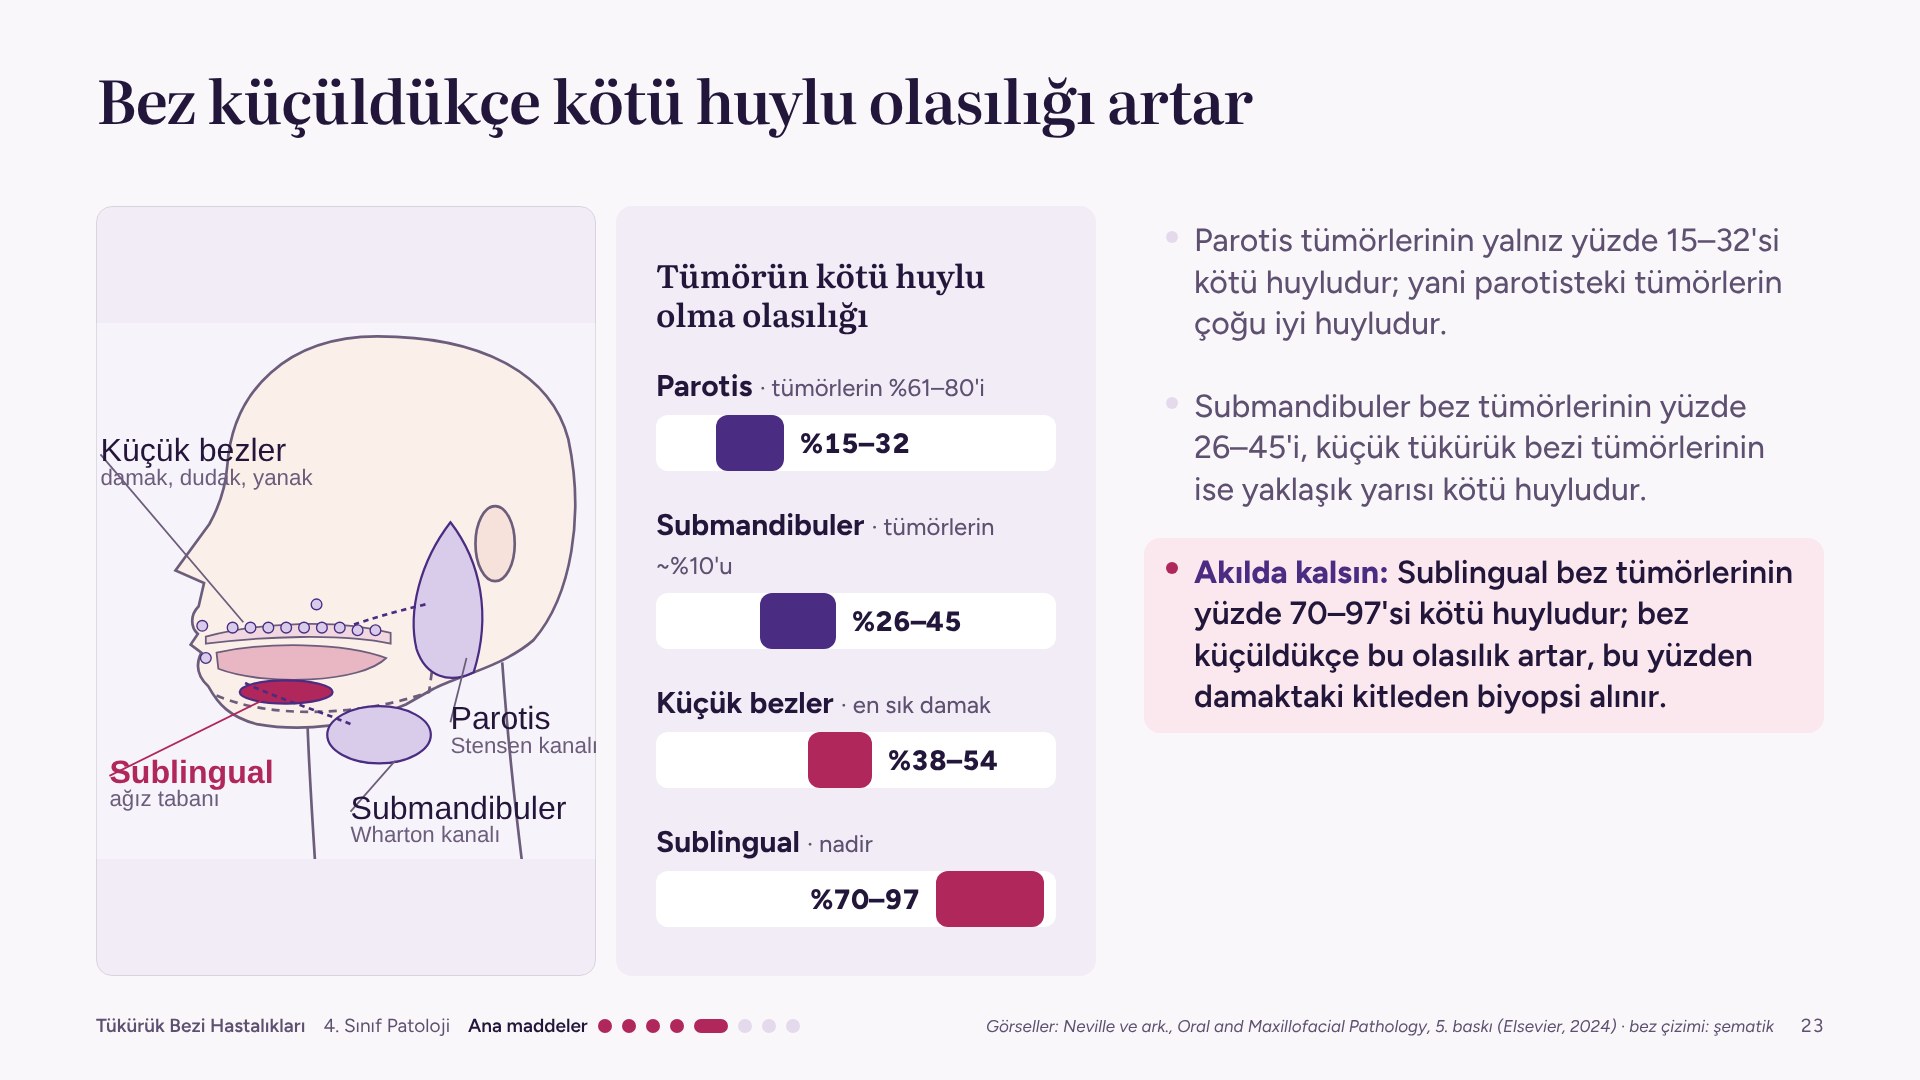 Bez küçüldükçe kötü huylu olasılığı artar
Küçük bezler
damak, dudak, yanak
Parotis
Stensen kanalı
Sublingual
ağız tabanı
Submandibuler
Wharton kanalı
Tümörün kötü huylu
olma olasılığı
Parotis · tümörlerin %61–80'i
%15–32
Submandibuler · tümörlerin
~%10'u
%26–45
Küçük bezler · en sık damak
%38–54
Sublingual · nadir
%70–97
Parotis tümörlerinin yalnız yüzde 15–32'si
kötü huyludur; yani parotisteki tümörlerin
çoğu iyi huyludur.
Submandibuler bez tümörlerinin yüzde
26–45'i, küçük tükürük bezi tümörlerinin
ise yaklaşık yarısı kötü huyludur.
Akılda kalsın: Sublingual bez tümörlerinin
yüzde 70–97'si kötü huyludur; bez
küçüldükçe bu olasılık artar, bu yüzden
damaktaki kitleden biyopsi alınır.
Tükürük Bezi Hastalıkları 4. Sınıf Patoloji Ana maddeler
Görseller: Neville ve ark., Oral and Maxillofacial Pathology, 5. baskı (Elsevier, 2024) · bez çizimi: şematik 23